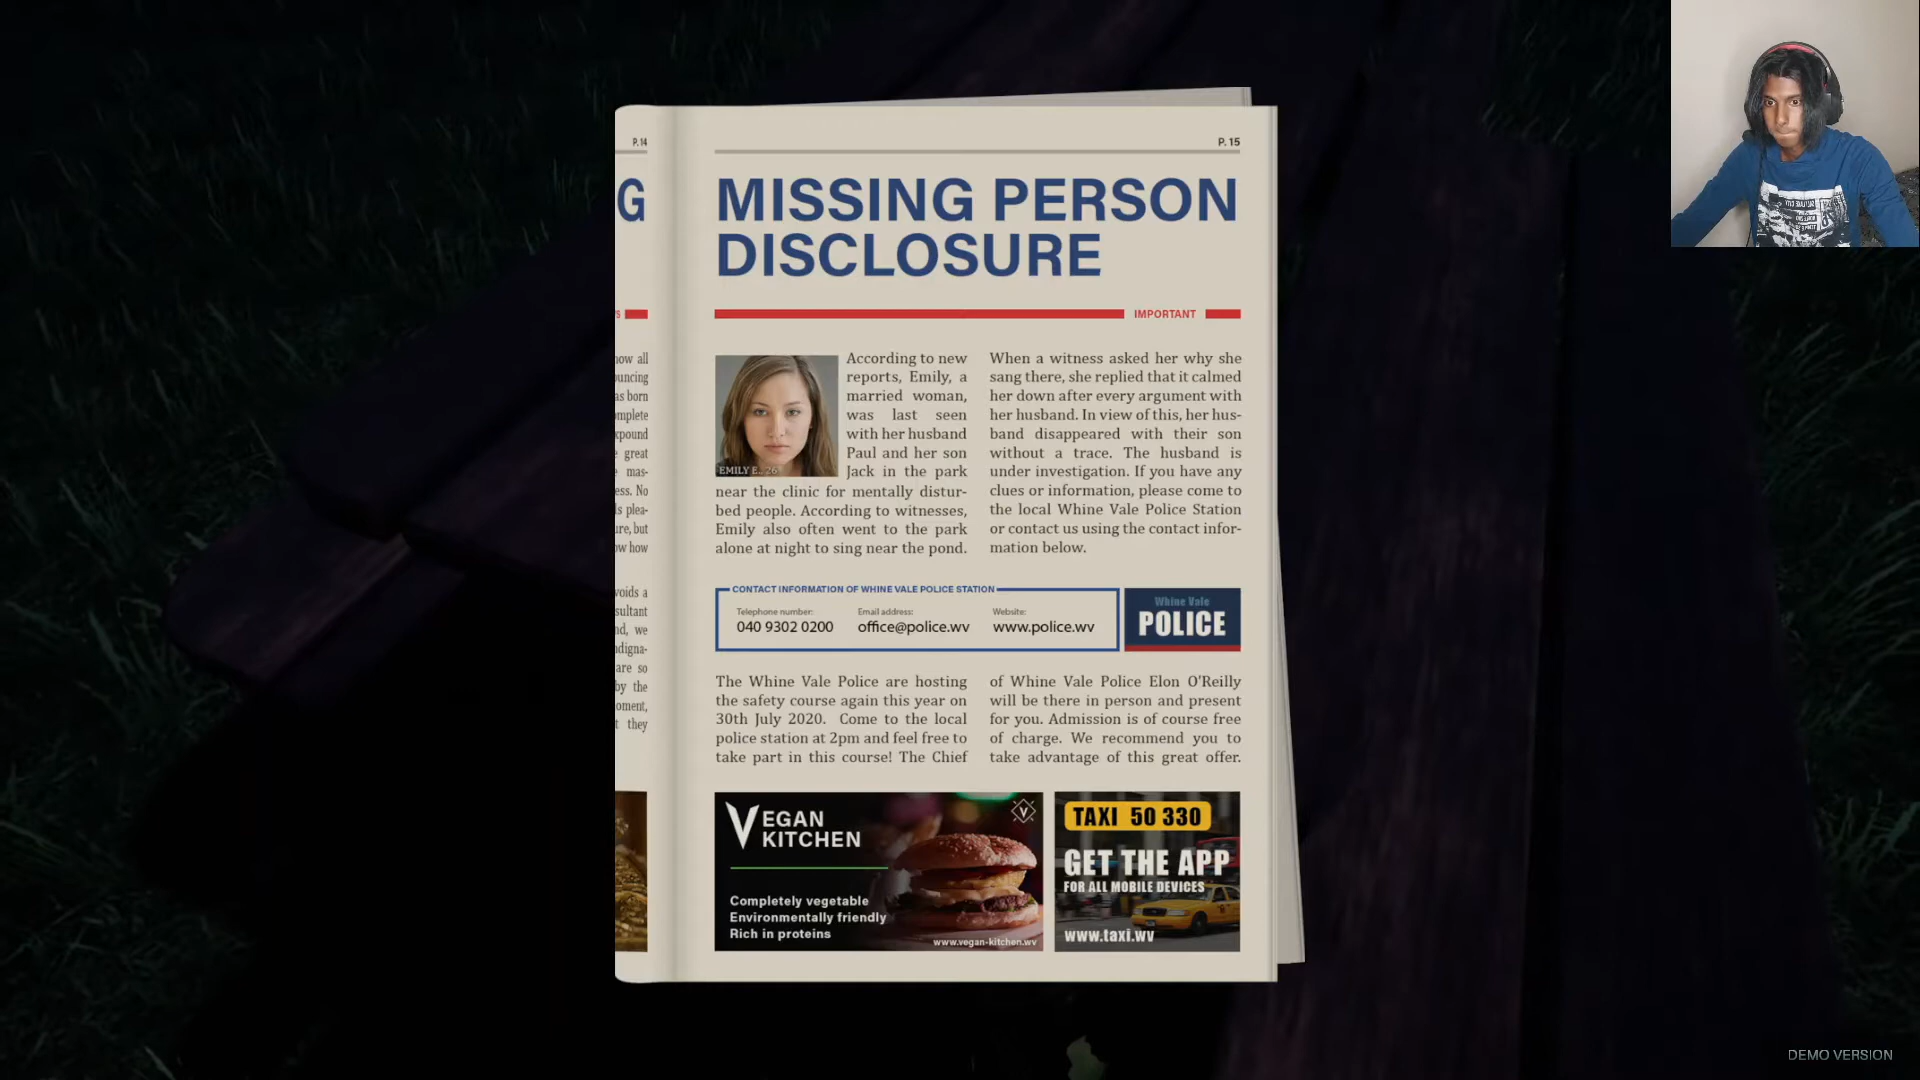 P. 14
P. 15
G
MISSING PERSON
DISCLOSURE
IMPORTANT
According to new
reports, Emily, a
married woman,
was last seen
with her husband
Paul and her son
Jack in the park
EMILY E., 26
near the clinic for mentally distur-
bed people. According to witnesses,
Emily also often went to the park
alone at night to sing near the pond.
When a witness asked her why she
sang there, she replied that it calmed
her down after every argument with
her husband. In view of this, her hus-
band disappeared with their son
without a trace. The husband is
under investigation. If you have any
clues or information, please come to
the local Whine Vale Police Station
or contact us using the contact infor-
mation below.
CONTACT INFORMATION OF WHINE VALE POLICE STATION
Telephone number: Email address: Website:
040 9302 0200 office@police.wv www.police.wv
Whine Vale
POLICE
The Whine Vale Police are hosting
the safety course again this year on
30th July 2020. Come to the local
police station at 2pm and feel free to
take part in this course! The Chief
of Whine Vale Police Elon O'Reilly
will be there in person and present
for you. Admission is of course free
of charge. We recommend you to
take advantage of this great offer.
VEGAN
KITCHEN
V
Completely vegetable
Environmentally friendly
Rich in proteins
www.vegan-kitchen.wv
TAXI 50 330
GET THE APP
FOR ALL MOBILE DEVICES
www.taxi.wv
DEMO VERSION